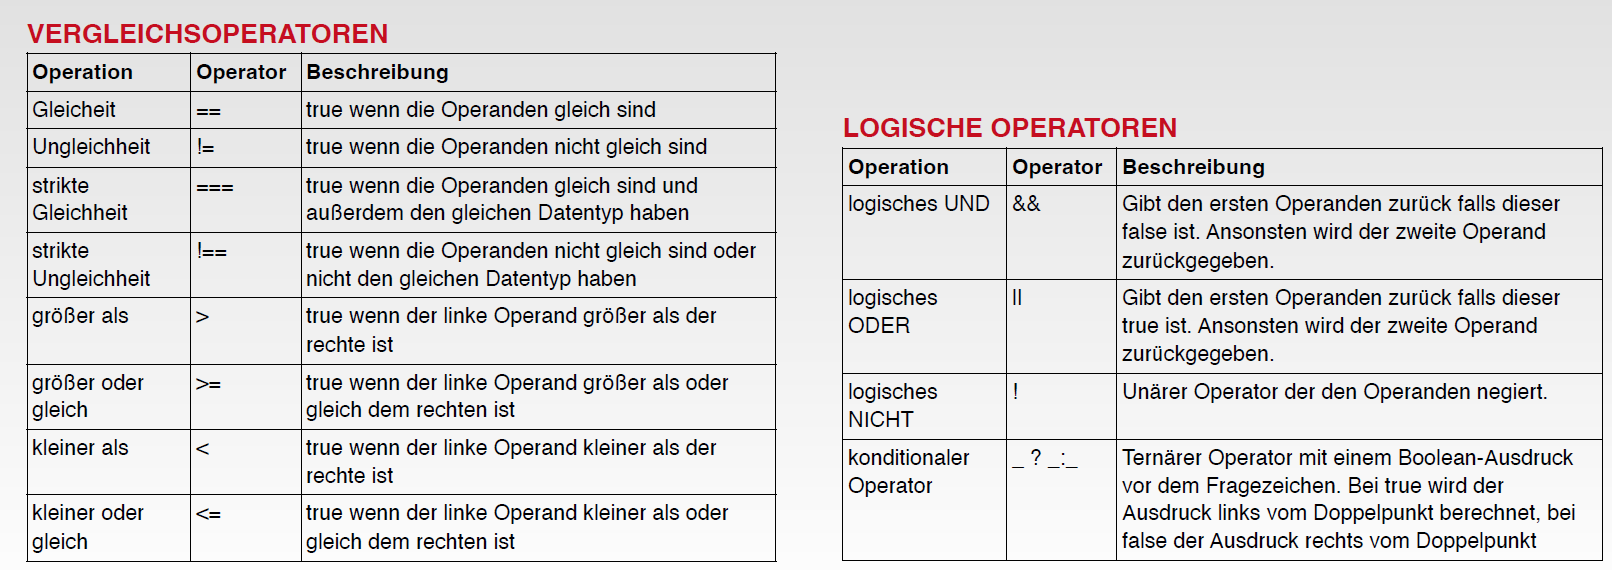 VERGLEICHSOPERATOREN
Operation Operator Beschreibung
Gleicheit == true wenn die Operanden gleich sind
Ungleichheit != true wenn die Operanden nicht gleich sind
strikte === true wenn die Operanden gleich sind und
Gleichheit außerdem den gleichen Datentyp haben
strikte !== true wenn die Operanden nicht gleich sind oder
Ungleichheit nicht den gleichen Datentyp haben
größer als > true wenn der linke Operand größer als der
rechte ist
größer oder >= true wenn der linke Operand größer als oder
gleich gleich dem rechten ist
kleiner als < true wenn der linke Operand kleiner als der
rechte ist
kleiner oder <= true wenn der linke Operand kleiner als oder
gleich gleich dem rechten ist
LOGISCHE OPERATOREN
Operation Operator Beschreibung
logisches UND && Gibt den ersten Operanden zurück falls dieser
false ist. Ansonsten wird der zweite Operand
zurückgegeben.
logisches || Gibt den ersten Operanden zurück falls dieser
ODER true ist. Ansonsten wird der zweite Operand
zurückgegeben.
logisches ! Unärer Operator der den Operanden negiert.
NICHT
konditionaler _ ? _:_ Ternärer Operator mit einem Boolean-Ausdruck
Operator vor dem Fragezeichen. Bei true wird der
Ausdruck links vom Doppelpunkt berechnet, bei
false der Ausdruck rechts vom Doppelpunkt